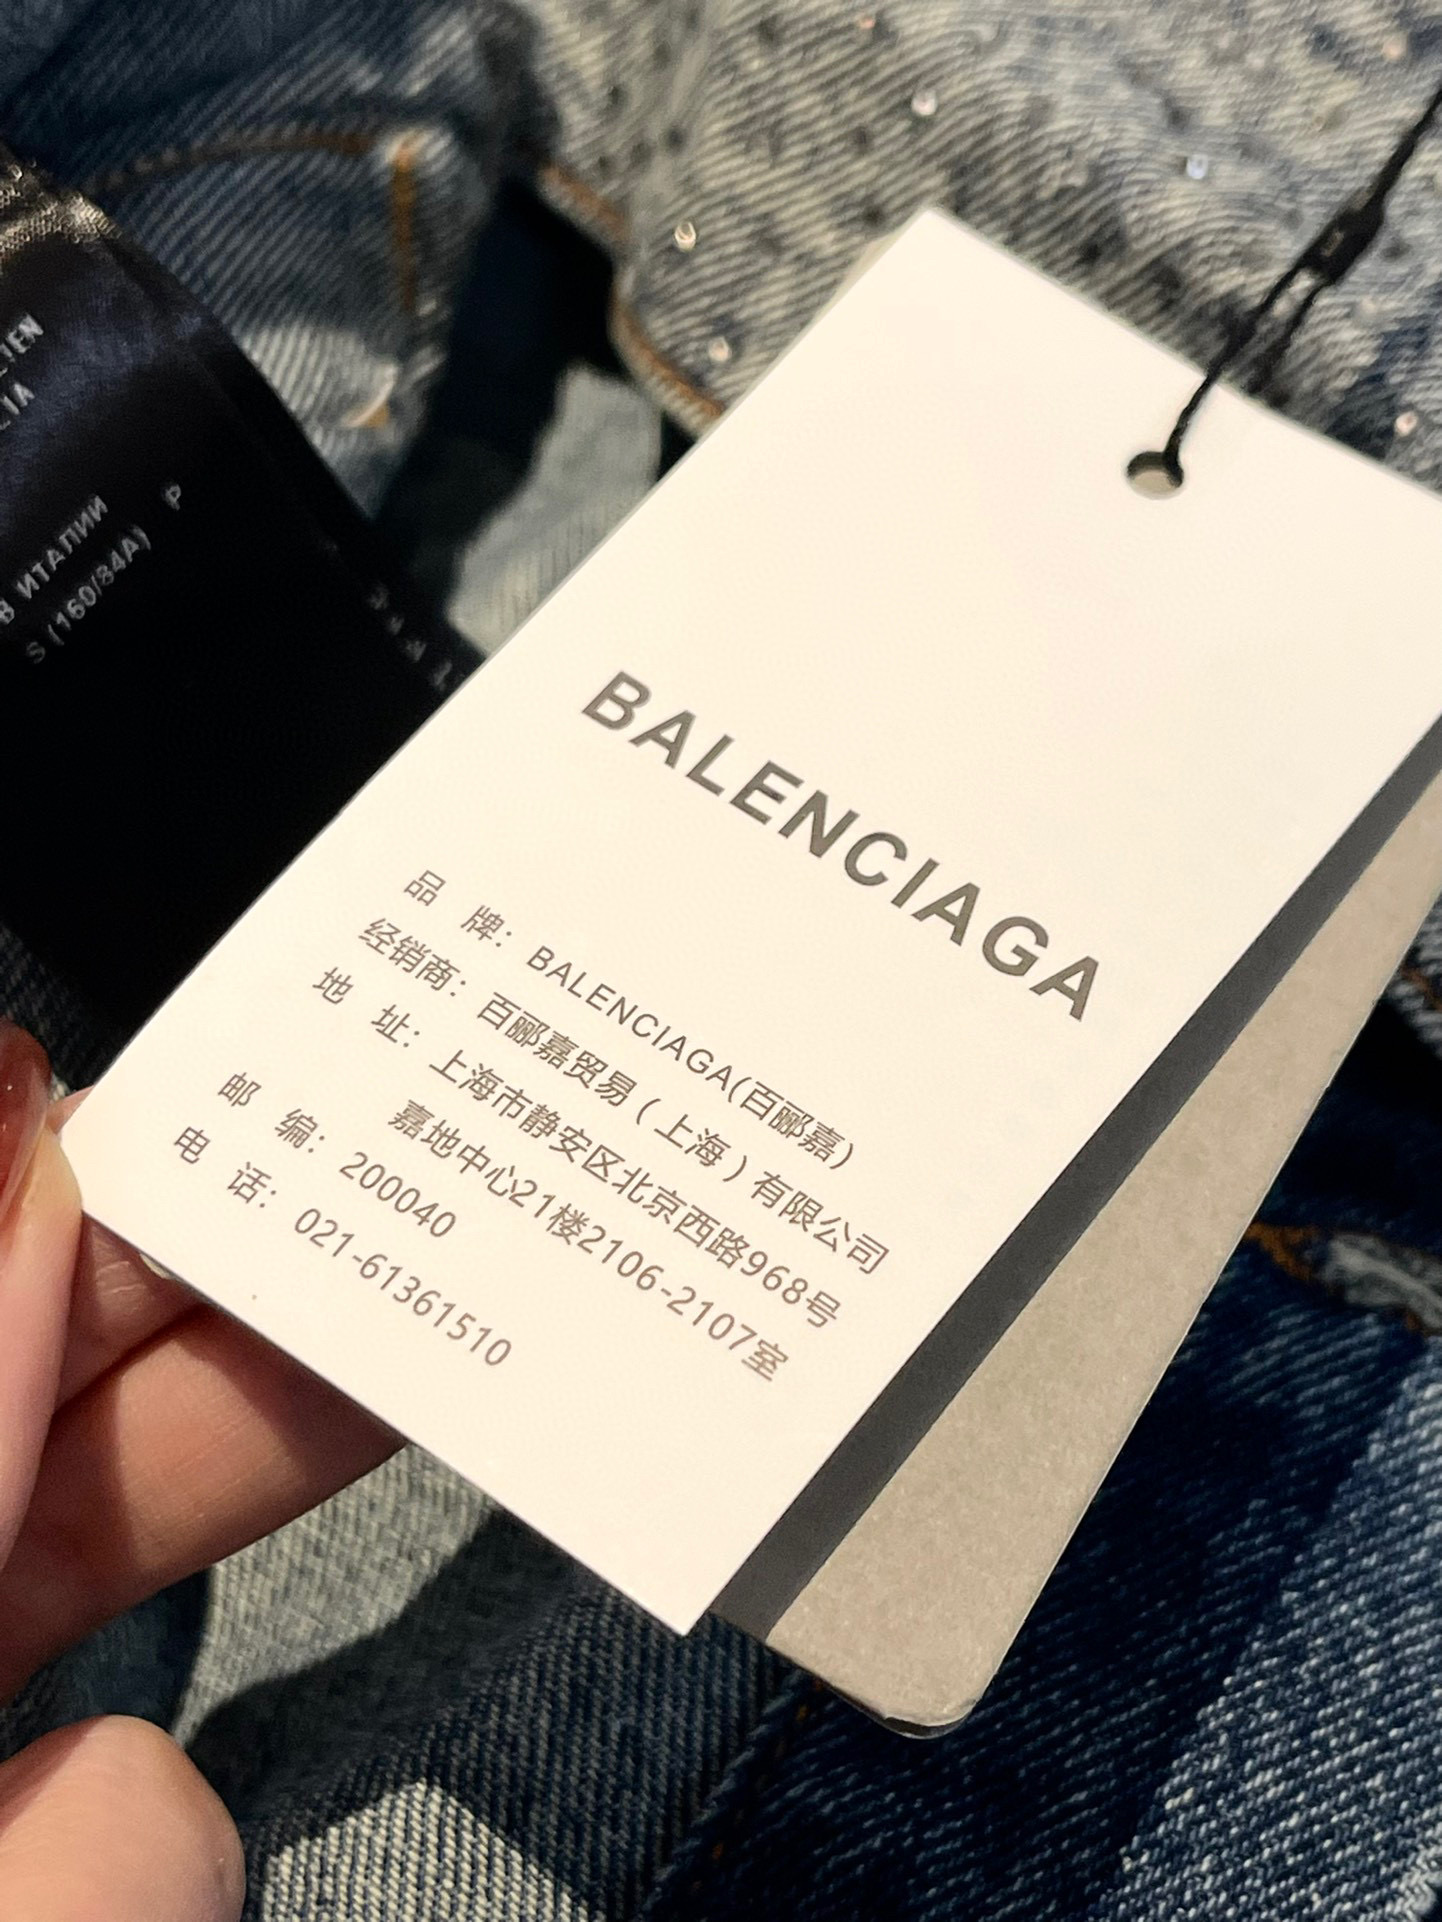 BALENCIAGA
品 牌： BALENCIAGA(百郦嘉)
经销商： 百郦嘉贸易（上海）有限公司
地 址： 上海市静安区北京西路968号
嘉地中心21楼2106-2107室
邮 编： 200040
电 话： 021-61361510
В ИТАЛИИ
S (160/84A) P